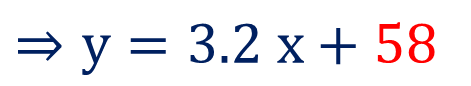 ⇒ y = 3.2 x + 58